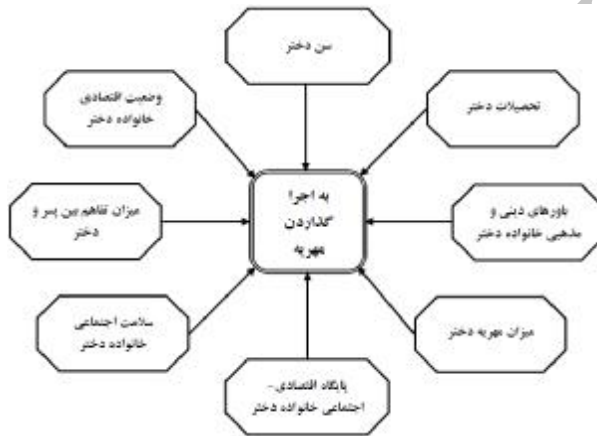 سن دختر
تحصیلات دختر
وضعیت اقتصادی
خانواده دختر
به اجرا
گذاردن
مهریه
باورهای دینی و
مذهبی خانواده دختر
میزان تفاهم بین پسر و
دختر
میزان مهریه دختر
سلامت اجتماعی
خانواده دختر
پایگاه اقتصادی-
اجتماعی خانواده دختر